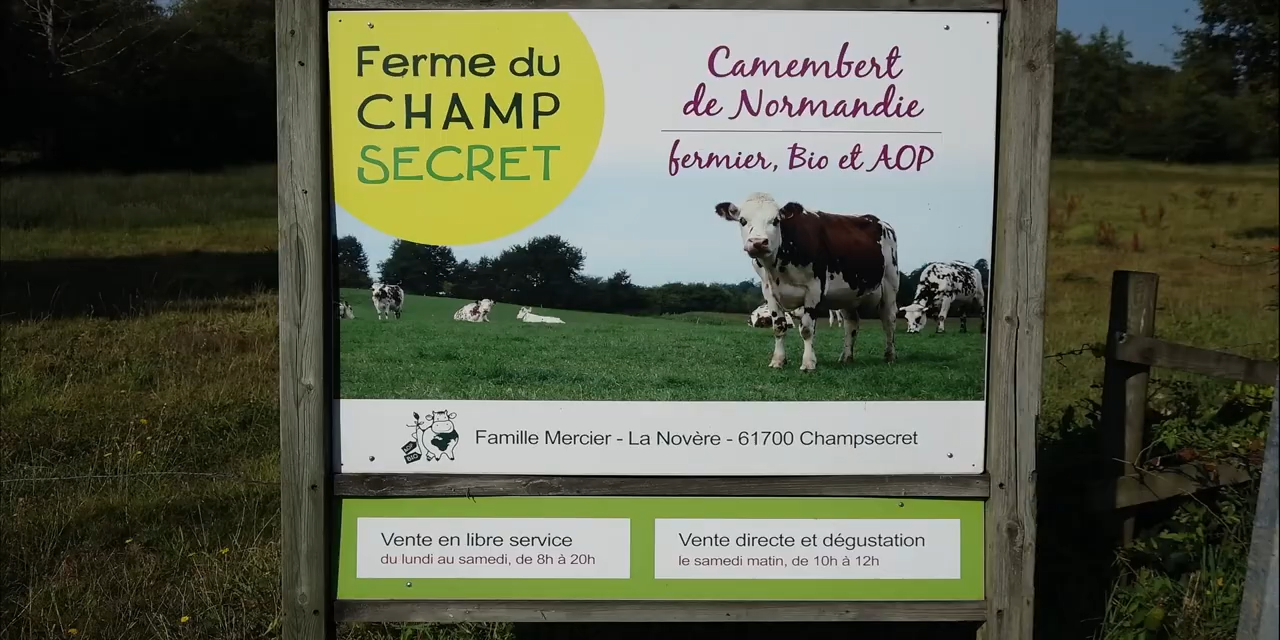 Ferme du
CHAMP
SECRET
Camembert
de Normandie
fermier, Bio et AOP
AOP
BIO
Famille Mercier - La Novère - 61700 Champsecret
Vente en libre service
du lundi au samedi, de 8h à 20h
Vente directe et dégustation
le samedi matin, de 10h à 12h